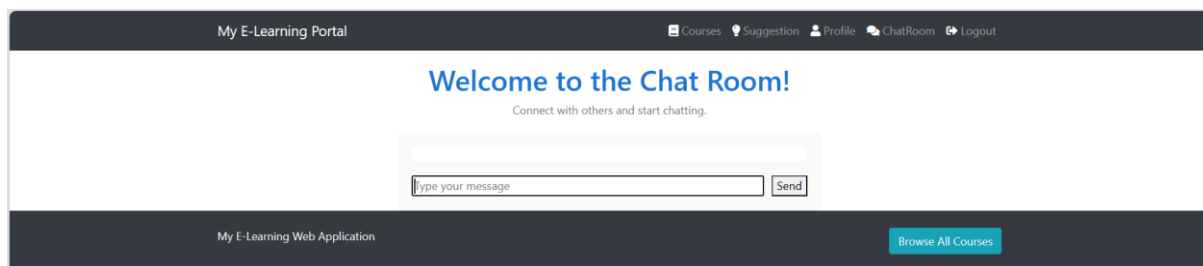 My E-Learning Portal Courses Suggestion Profile ChatRoom Logout
Welcome to the Chat Room!
Connect with others and start chatting.
Type your message Send
My E-Learning Web Application Browse All Courses